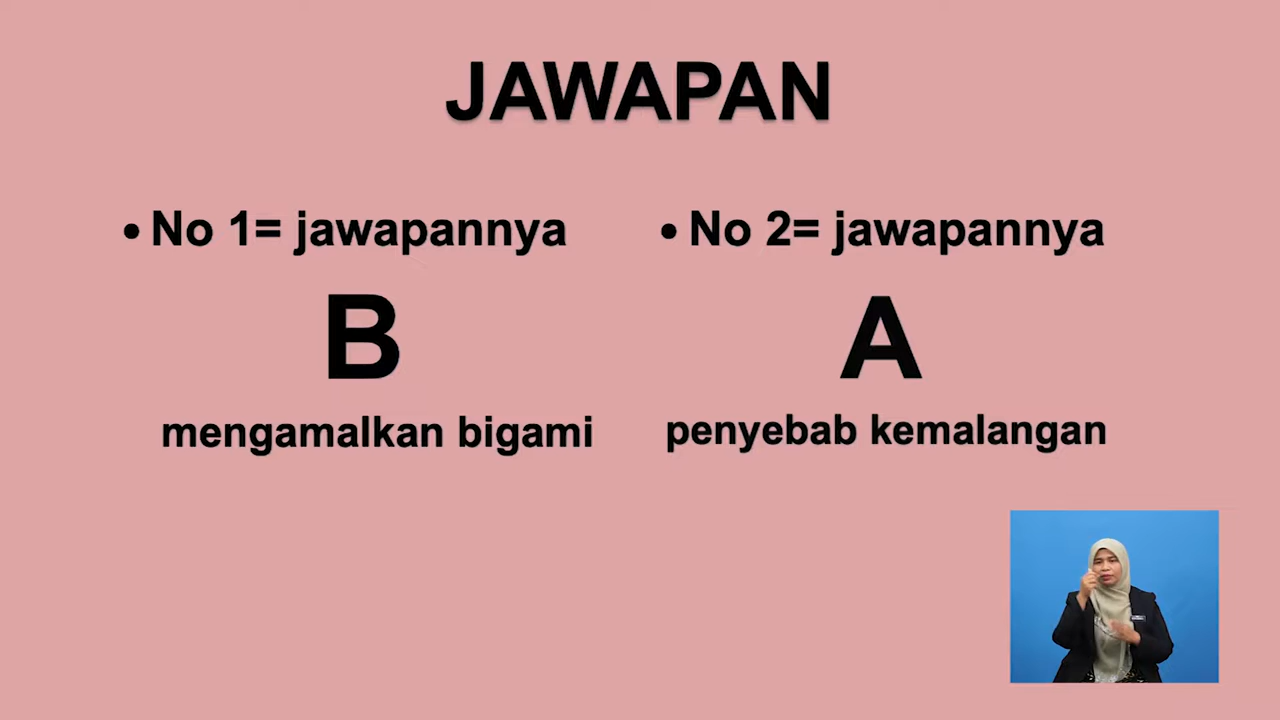 JAWAPAN
• No 1= jawapannya
B
mengamalkan bigami
• No 2= jawapannya
A
penyebab kemalangan